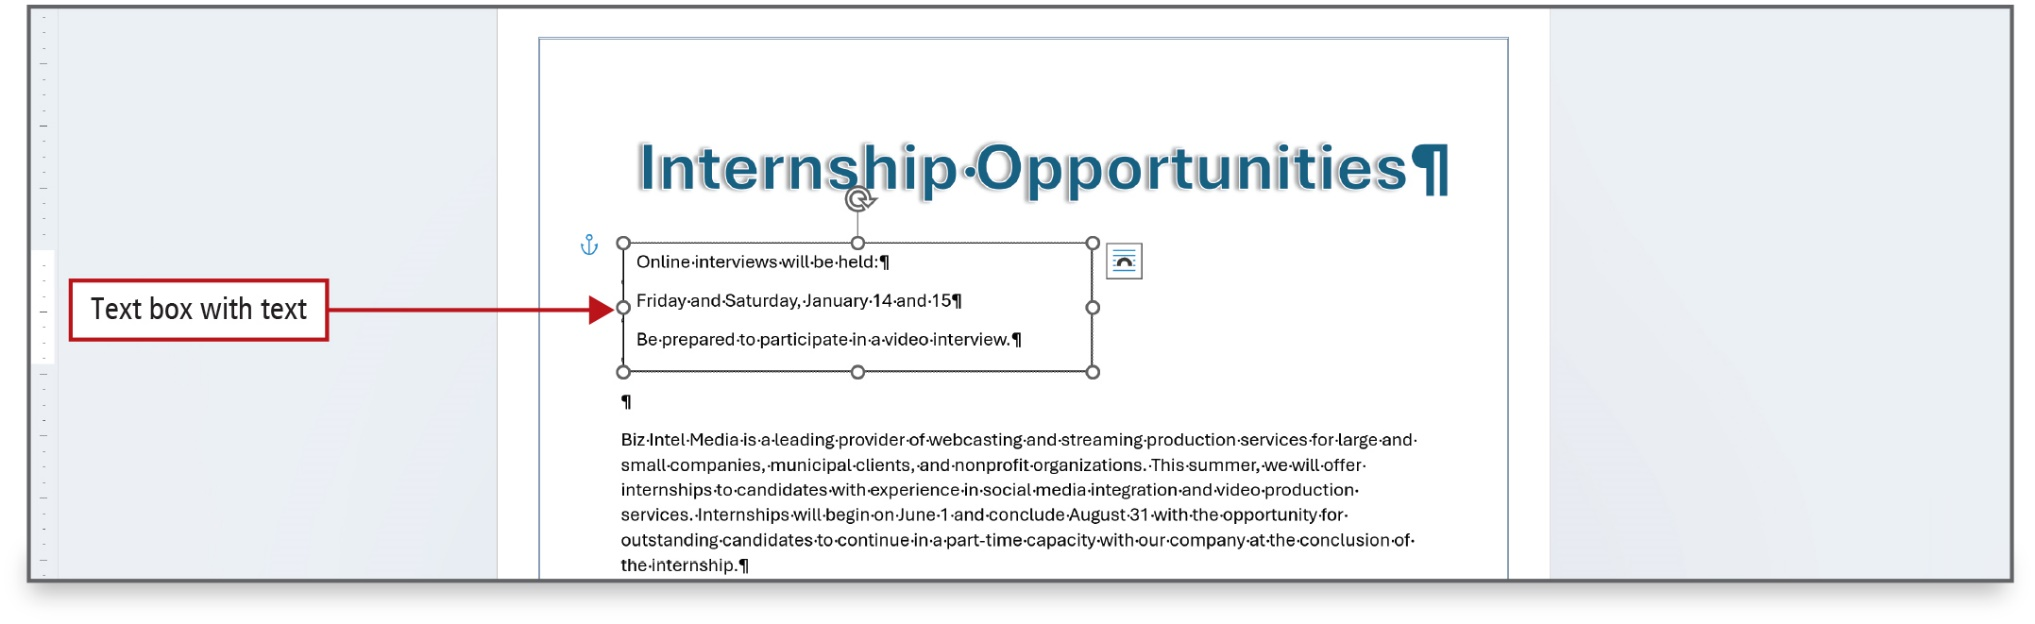 Internship·Opportunities¶
Online·interviews·will·be·held:¶
Text box with text
Friday·and·Saturday,·January·14·and·15¶
Be·prepared·to·participate·in·a·video·interview.¶
¶
Biz·Intel·Media·is·a·leading·provider·of·webcasting·and·streaming·production·services·for·large·and·
small·companies,·municipal·clients,·and·nonprofit·organizations.·This·summer,·we·will·offer·
internships·to·candidates·with·experience·in·social·media·integration·and·video·production·
services.·Internships·will·begin·on·June·1·and·conclude·August·31·with·the·opportunity·for·
outstanding·candidates·to·continue·in·a·part-time·capacity·with·our·company·at·the·conclusion·of·
the·internship.¶